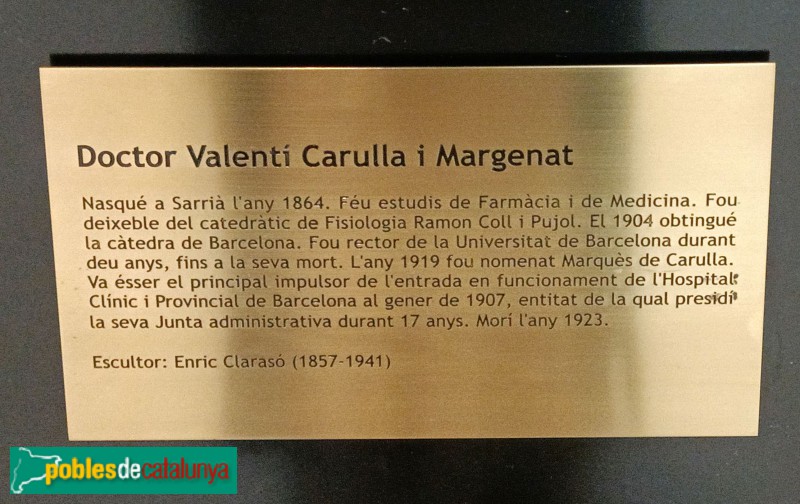 Doctor Valentí Carulla i Margenat
Nasqué a Sarrià l'any 1864. Féu estudis de Farmàcia i de Medicina. Fou
deixeble del catedràtic de Fisiologia Ramon Coll i Pujol. El 1904 obtingué
la càtedra de Barcelona. Fou rector de la Universitat de Barcelona durant
deu anys, fins a la seva mort. L'any 1919 fou nomenat Marquès de Carulla.
Va ésser el principal impulsor de l'entrada en funcionament de l'Hospital
Clínic i Provincial de Barcelona al gener de 1907, entitat de la qual presidí
la seva Junta administrativa durant 17 anys. Morí l'any 1923.
Escultor: Enric Clarasó (1857-1941)
poblesdecatalunya